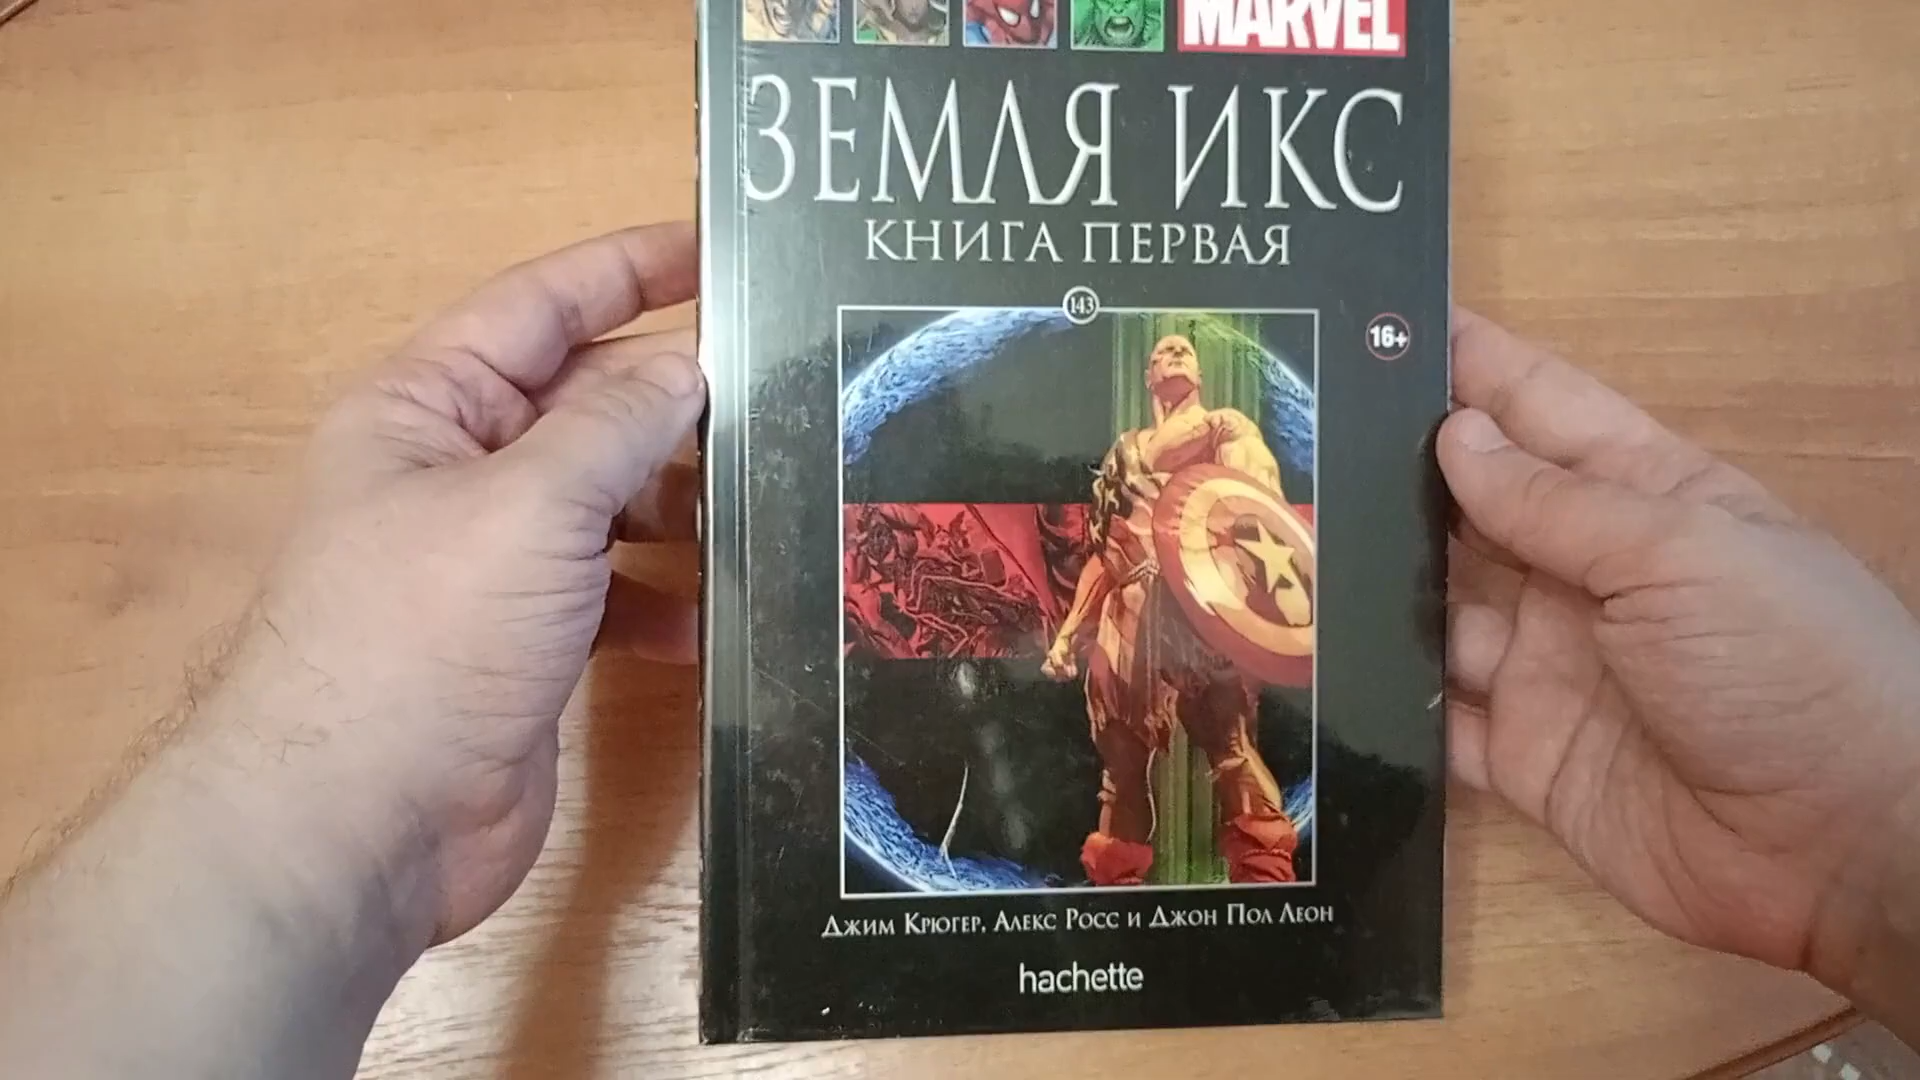 MARVEL
ЗЕМЛЯ ИКС
КНИГА ПЕРВАЯ
143
16+
Джим Крюгер, Алекс Росс и Джон Пол Леон
hachette